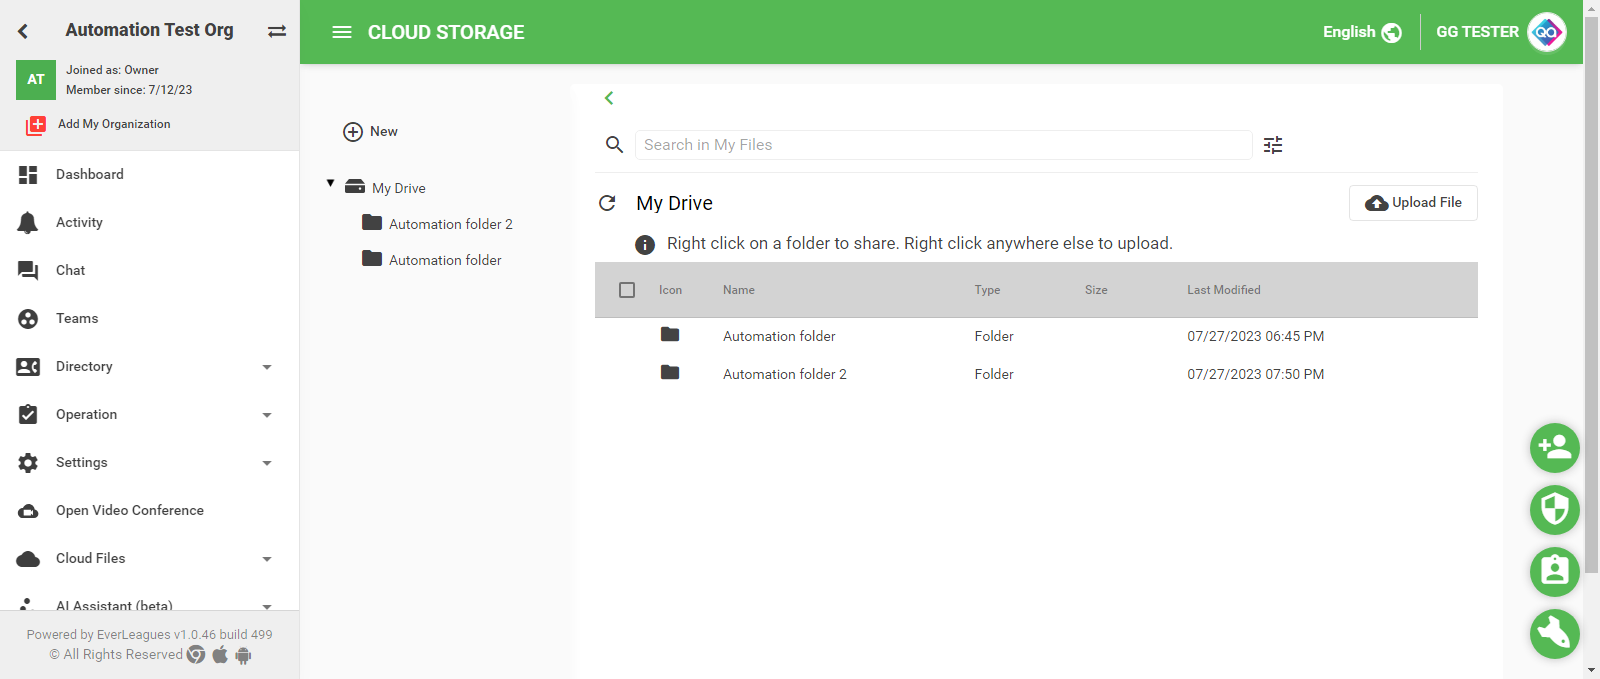 Automation Test Org
AT
Joined as: Owner
Member since: 7/12/23
Add My Organization
Dashboard
Activity
Chat
Teams
Directory
Operation
Settings
Open Video Conference
Cloud Files
AI Assistant (beta)
Powered by EverLeagues v1.0.46 build 499
© All Rights Reserved
CLOUD STORAGE
English
GG TESTER
QA
New
My Drive
Automation folder 2
Automation folder
Search in My Files
My Drive
Upload File
Right click on a folder to share. Right click anywhere else to upload.
Icon Name Type Size Last Modified
Automation folder Folder 07/27/2023 06:45 PM
Automation folder 2 Folder 07/27/2023 07:50 PM